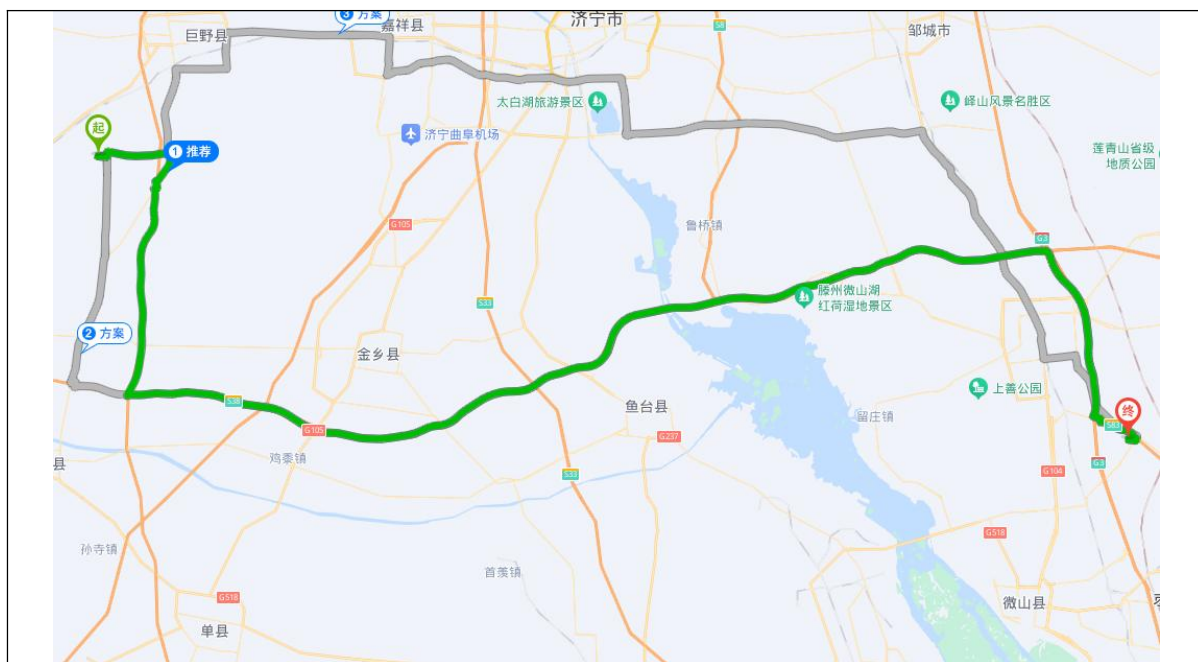 3 方案
嘉祥县
济宁市
S8
巨野县
邹城市
太白湖旅游景区
峄山风景名胜区
起
济宁曲阜机场
1 推荐
莲青山省级
地质公园
G105
鲁桥镇
G3
滕州微山湖
红荷湿地景区
S33
2 方案
金乡县
上善公园
S38
鱼台县
留庄镇
终
S83
G105
G237
县
鸡黍镇
G3
G104
S33
G518
孙寺镇
首羡镇
G518
微山县
单县